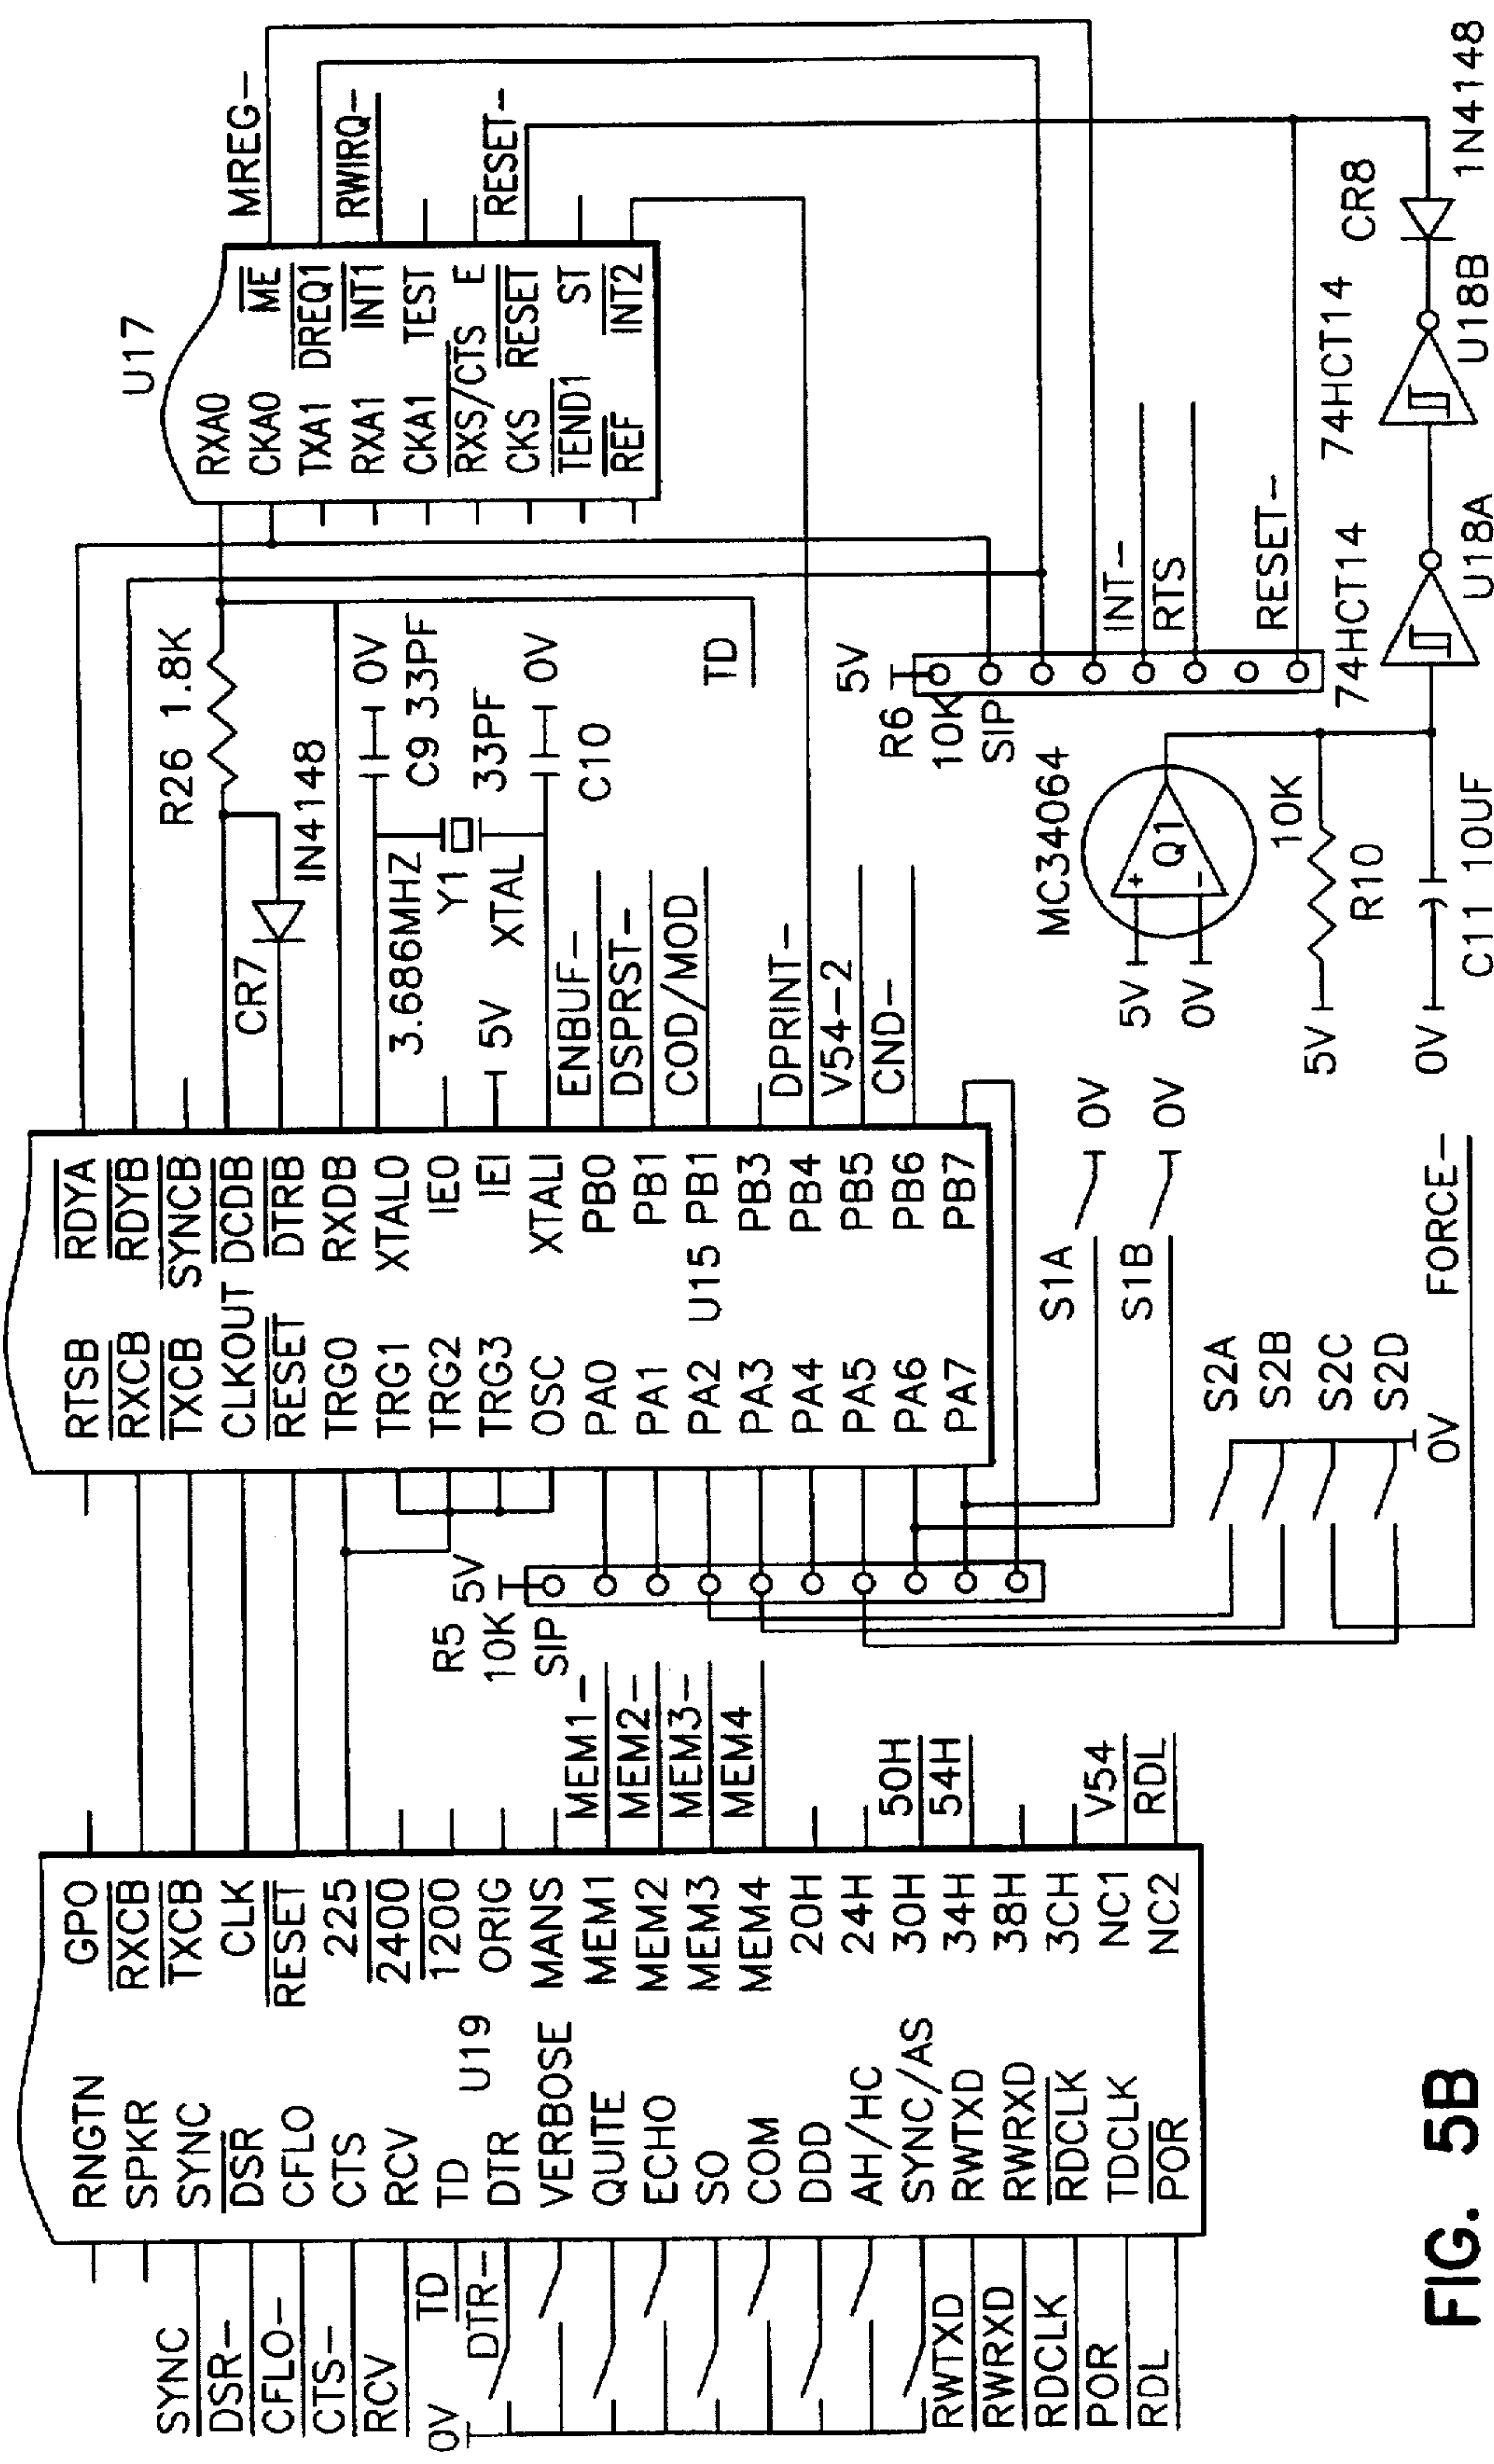 RNGTN
SPKR
SYNC
DSR
CFLO
CTS
RCV
TD
DTR
VERBOSE
QUITE
ECHO
SO
COM
DDD
AH/HC
SYNC/AS
RWTXD
RWRXD
RDCLK
TDCLK
POR
U19
GPO
RXCB
TXCB
CLK
RESET
225
2400
1200
ORIG
MANS
MEM1
MEM2
MEM3
MEM4
20H
24H
30H
34H
38H
3CH
NC1
NC2
SYNC
DSR-
CFLO-
CTS-
RCV
TD
DTR-
0V
RWTXD
RWRXD
RDCLK
POR
RDL
MEM1-
MEM2-
MEM3-
MEM4
50H
54H
V54
RDL
R5
10K
SIP
5V
RTSB
RXCB
TXCB
CLKOUT
RESET
TRG0
TRG1
TRG2
TRG3
OSC
PA0
PA1
PA2
PA3
PA4
PA5
PA6
PA7
U15
RDYA
RDYB
SYNCB
DCDB
DTRB
RXDB
XTALO
IEO
IEI
XTALI
PB0
PB1
PB1
PB3
PB4
PB5
PB6
PB7
S1A
0V
S1B
0V
S2A
S2B
S2C
S2D
0V
FORCE-
R26 1.8K
CR7
IN4148
3.686MHZ
Y1
XTAL
5V
0V
C9 33PF
33PF
C10
0V
ENBUF-
DSPRST-
COD/MOD
DPRINT-
V54-2
CND-
TD
U17
RXA0
CKA0
TXA1
RXA1
CKA1
RXS/CTS
CKS
TEND1
REF
ME
DREQ1
INT1
TEST
E
RESET
ST
INT2
MREG-
RWIRQ-
RESET-
R6
10K
SIP
5V
INT-
RTS
RESET-
MC34064
Q1
+
-
5V
0V
10K
R10
5V
C11 10UF
0V
74HCT14
U18A
74HCT14
U18B
CR8
1N4148
FIG. 5B